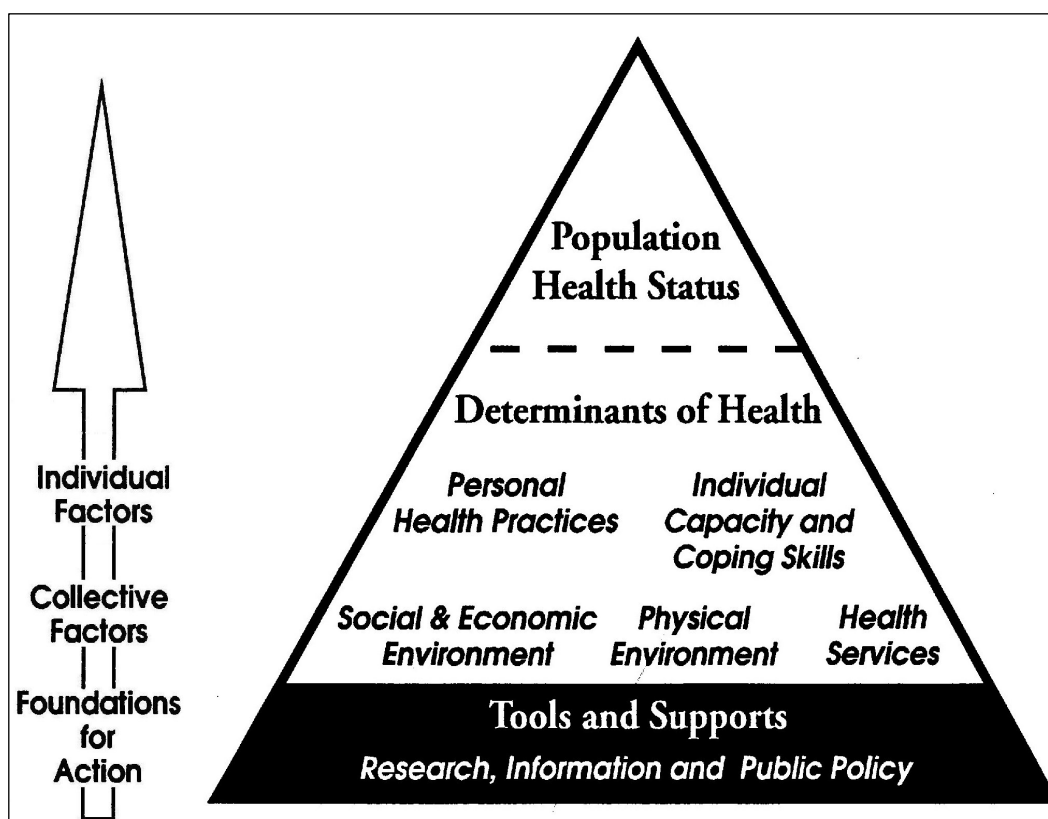 Population
Health Status
Determinants of Health
Individual
Factors
Personal
Health Practices
Individual
Capacity and
Coping Skills
Collective
Factors
Social & Economic
Environment
Physical
Environment
Health
Services
Foundations
for
Action
Tools and Supports
Research, Information and Public Policy